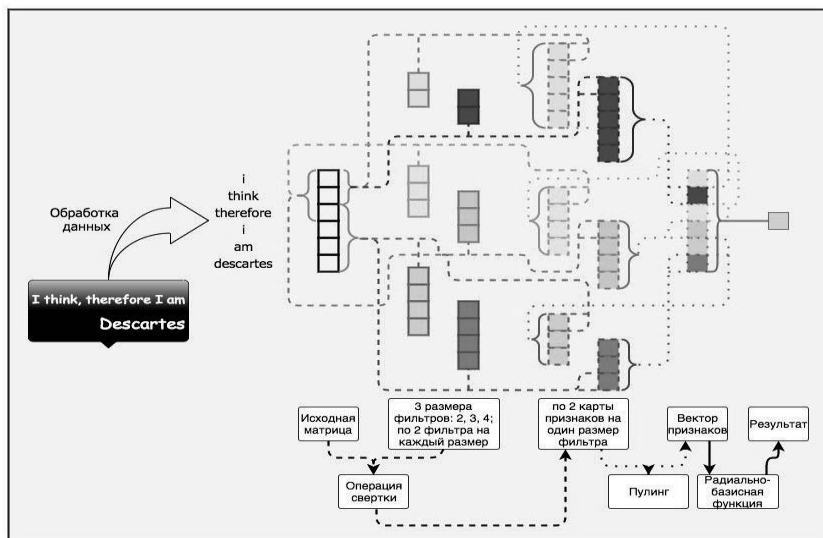 i
think
therefore
i
am
descartes
Обработка
данных
I think, therefore I am
Descartes
Исходная
матрица
3 размера
фильтров: 2, 3, 4;
по 2 фильтра на
каждый размер
по 2 карты
признаков на
один размер
фильтра
Вектор
признаков
Результат
Операция
свертки
Пулинг
Радиально-
базисная
функция